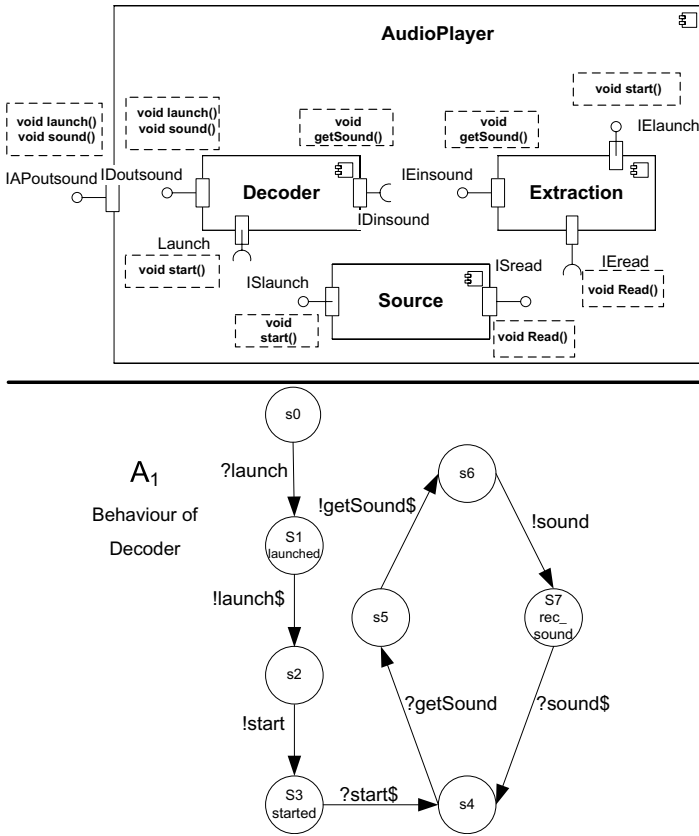 AudioPlayer
void start()
void launch()
void sound()
void launch()
void sound()
void
getSound()
void
getSound()
IElaunch
IAPoutsound
IDoutsound
Decoder
IDinsound
IEinsound
Extraction
Launch
void start()
ISlaunch
void
start()
Source
ISread
void Read()
IEread
void Read()
s0
?launch
A1
Behaviour of
Decoder
S1
launched
!launch$
s2
!start
S3
started
?start$
s4
?getSound
s5
!getSound$
s6
!sound
S7
rec_
sound
?sound$